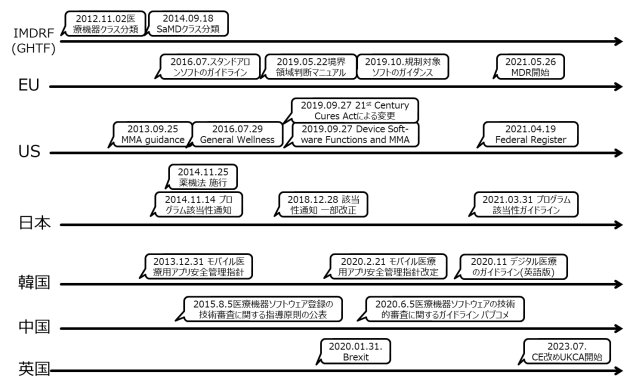 IMDRF
(GHTF)
2012.11.02医
療機器クラス分類
2014.09.18
SaMDクラス分類
EU
2016.07.スタンドアロ
ンソフトのガイドライン
2019.05.22境界
領域判断マニュアル
2019.10.規制対象
ソフトのガイダンス
2021.05.26
MDR開始
US
2013.09.25
MMA guidance
2016.07.29
General Wellness
2019.09.27 21st Century
Cures Actによる変更
2019.09.27 Device Soft-
ware Functions and MMA
2021.04.19
Federal Register
日本
2014.11.25
薬機法 施行
2014.11.14 プロ
グラム該当性通知
2018.12.28 該当
性通知 一部改正
2021.03.31 プログラム
該当性ガイドライン
韓国
2013.12.31 モバイル医
療用アプリ安全管理指針
2020.2.21 モバイル医療
用アプリ安全管理指針改定
2020.11 デジタル医療
のガイドライン(英語版)
中国
2015.8.5医療機器ソフトウェア登録の
技術審査に関する指導原則の公表
2020.6.5医療機器ソフトウェアの技術
的審査に関するガイドライン パブコメ
英国
2020.01.31.
Brexit
2023.07.
CE改めUKCA開始